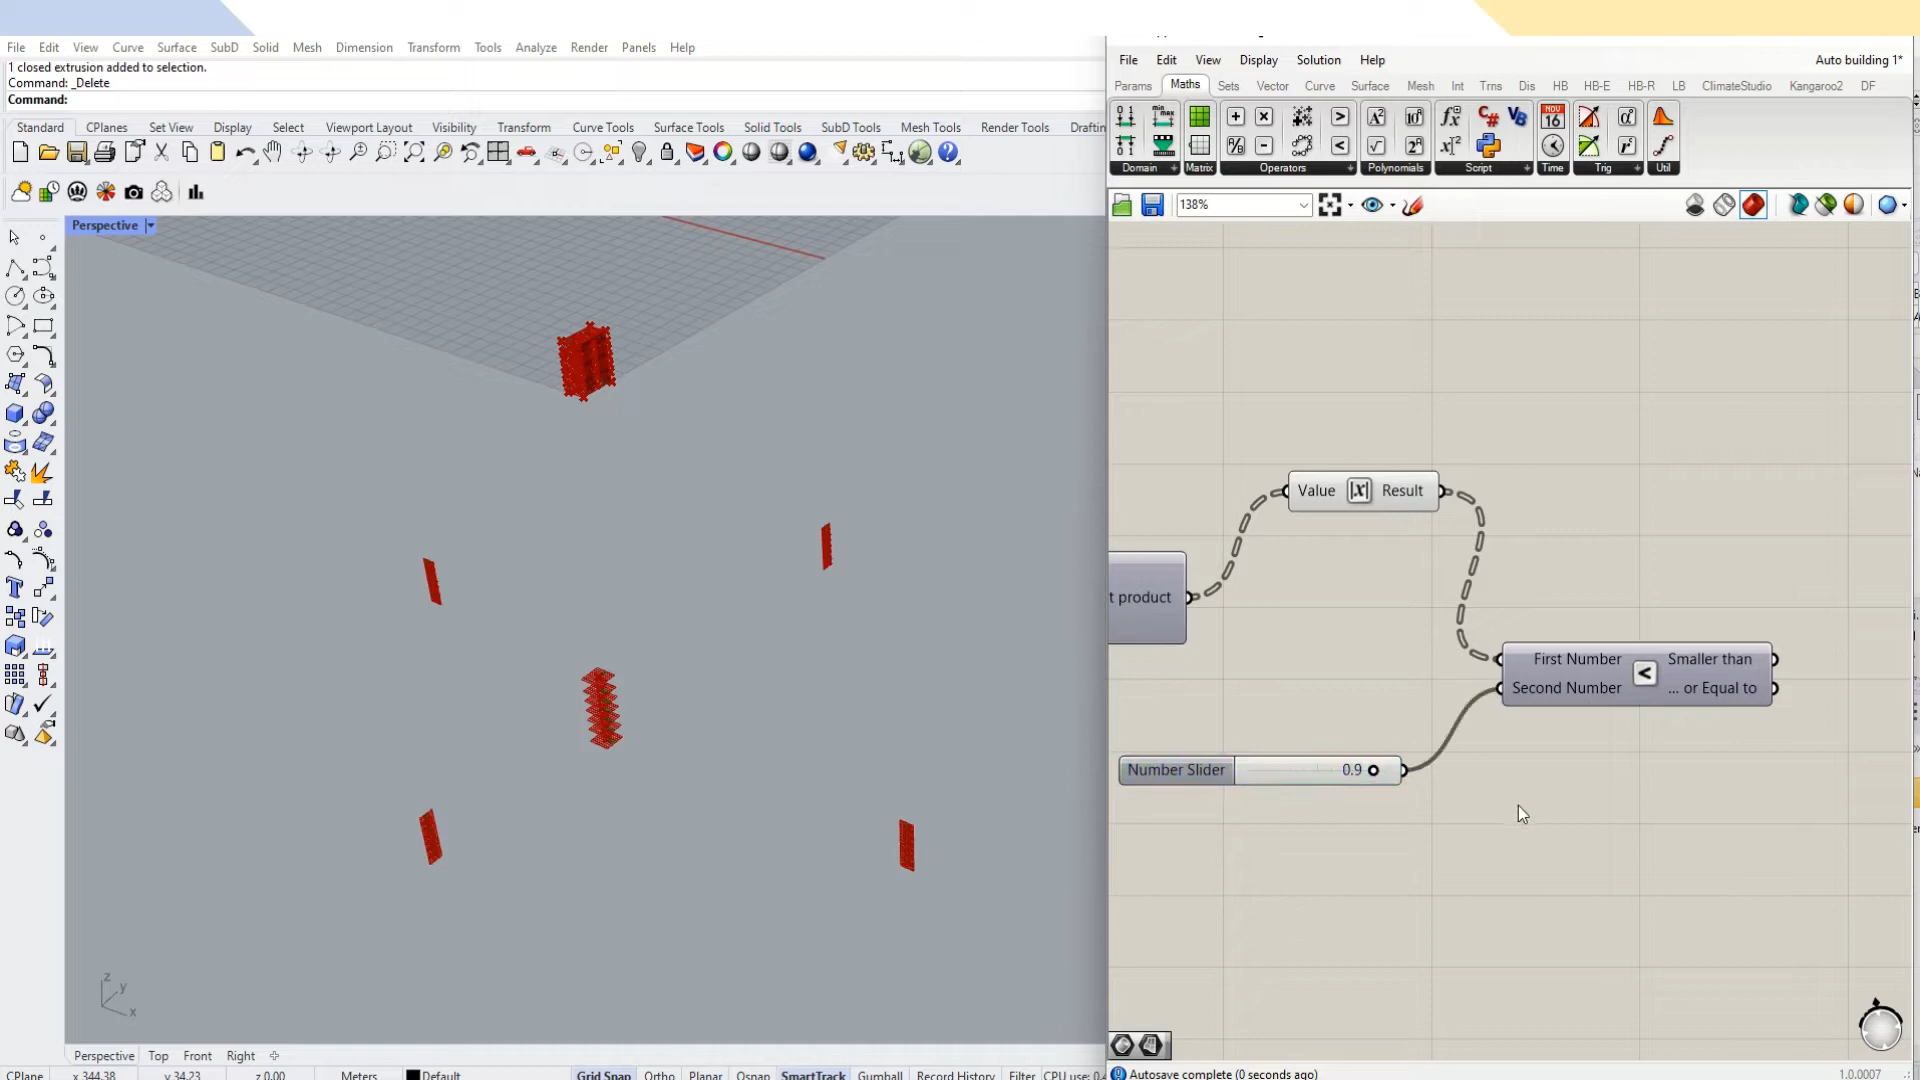 File Edit View Curve Surface SubD Solid Mesh Dimension Transform Tools Analyze Render Panels Help
1 closed extrusion added to selection.
Command: _Delete
Command:
Standard CPlanes Set View Display Select Viewport Layout Visibility Transform Curve Tools Surface Tools Solid Tools SubD Tools Mesh Tools Render Tools Draftin
Perspective
z
y
x
Perspective Top Front Right
CPlane x 344.38 y 34.23 z 0.00 Meters Default Grid Snap Ortho Planar Osnap SmartTrack Gumball Record History Filter CPU use: 0.4
File Edit View Display Solution Help Auto building 1*
Params Maths Sets Vector Curve Surface Mesh Int Trns Dis HB HB-E HB-R LB ClimateStudio Kangaroo2 DF
Domain Matrix Operators Polynomials Script Time Trig Util
138%
Value |x| Result
t product
First Number < Smaller than
Second Number ... or Equal to
Number Slider 0.9
Autosave complete (0 seconds ago) 1.0.0007